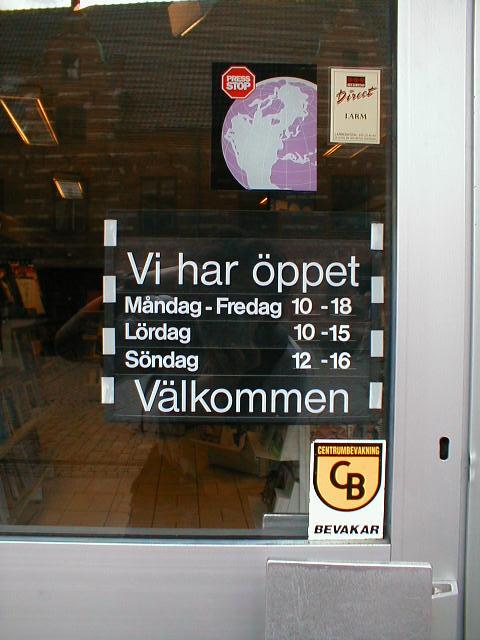 PRESS
STOP
Direct
LARM
Vi har öppet
Måndag - Fredag 10 - 18
Lördag 10 - 15
Söndag 12 - 16
Välkommen
CENTRUMBEVAKNING
CB
BEVAKAR